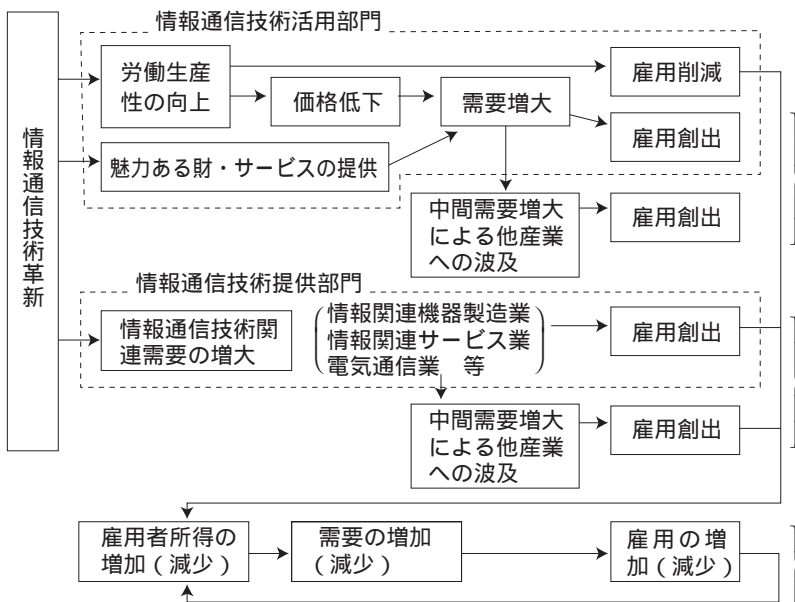 情報通信技術革新
情報通信技術活用部門
労働生産
性の向上
価格低下
需要増大
雇用削減
雇用創出
魅力ある財・サービスの提供
中間需要増大
による他産業
への波及
雇用創出
情報通信技術提供部門
情報通信技術関
連需要の増大
情報関連機器製造業
情報関連サービス業
電気通信業　等
雇用創出
中間需要増大
による他産業
への波及
雇用創出
雇用者所得の
増加（減少）
需要の増加
（減少）
雇用の増
加（減少）